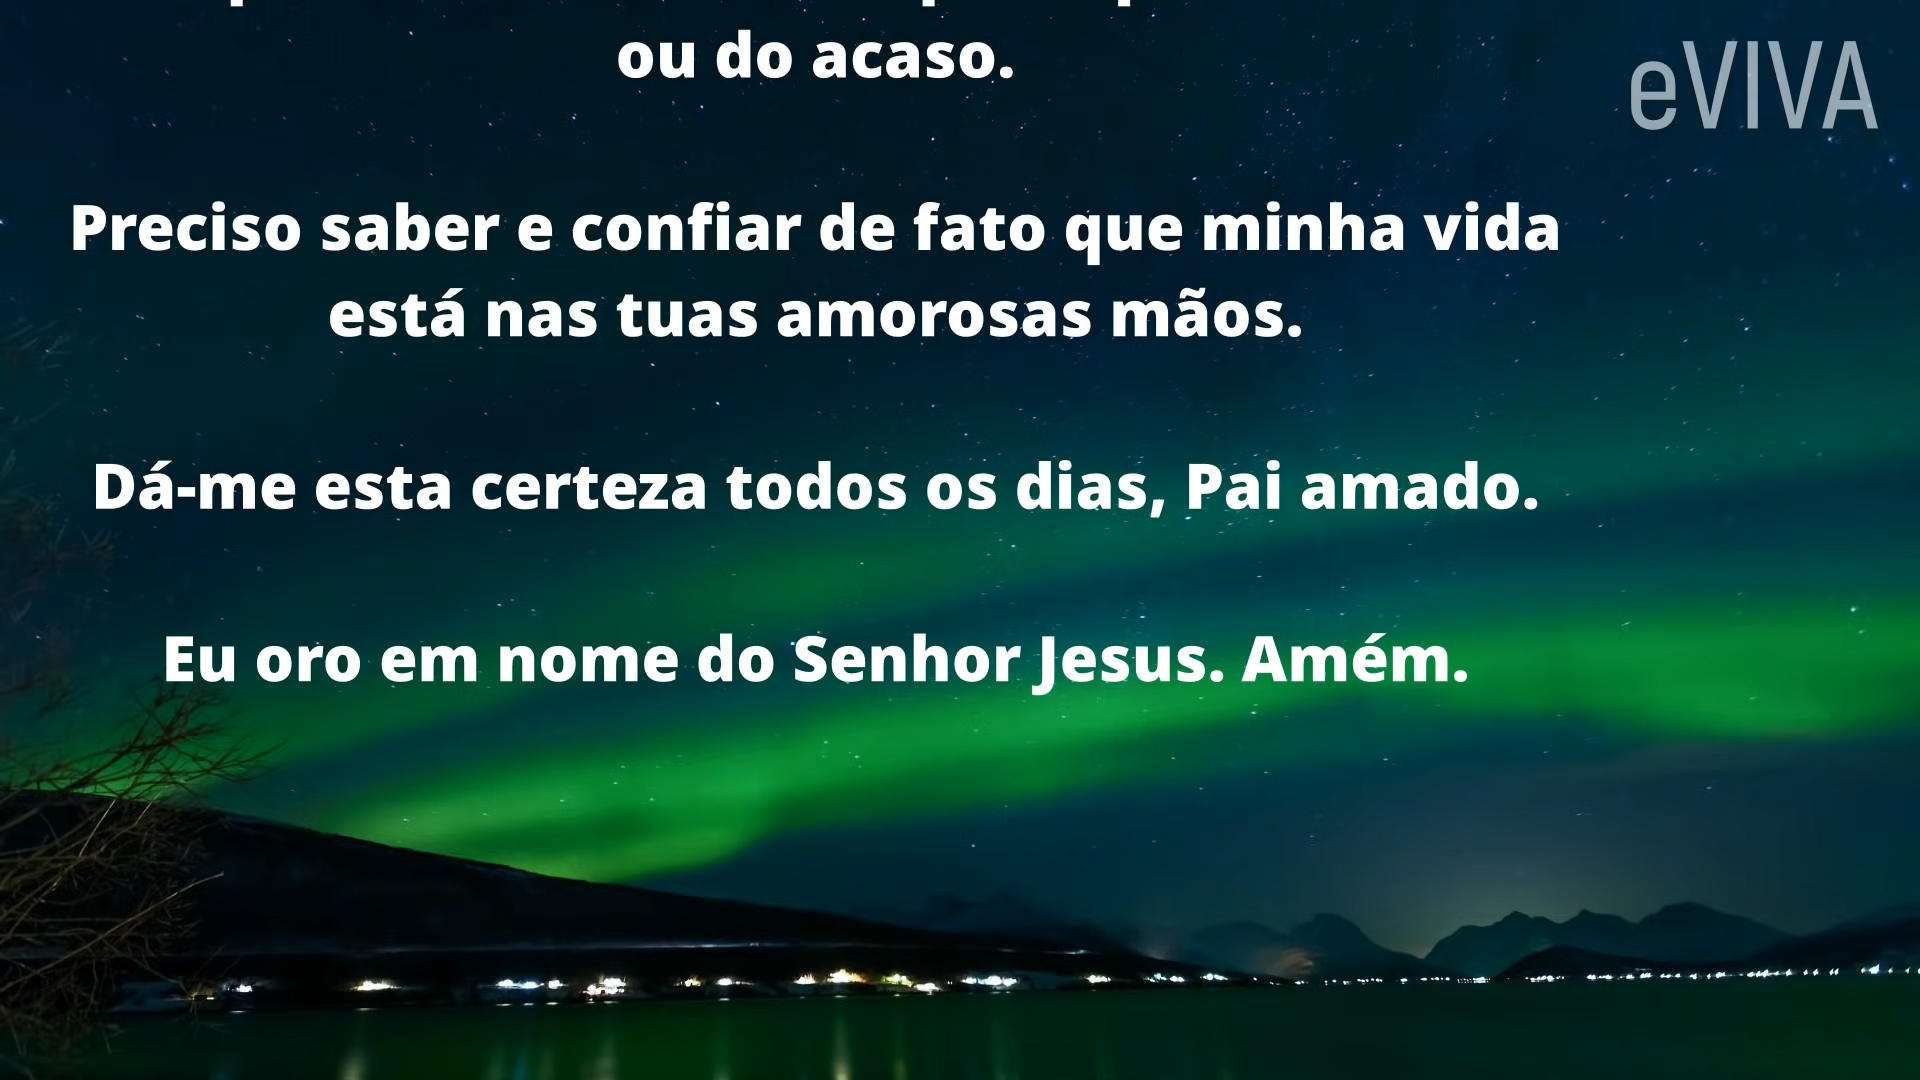 ou do acaso.
eVIVA
Preciso saber e confiar de fato que minha vida
está nas tuas amorosas mãos.
Dá-me esta certeza todos os dias, Pai amado.
Eu oro em nome do Senhor Jesus. Amém.